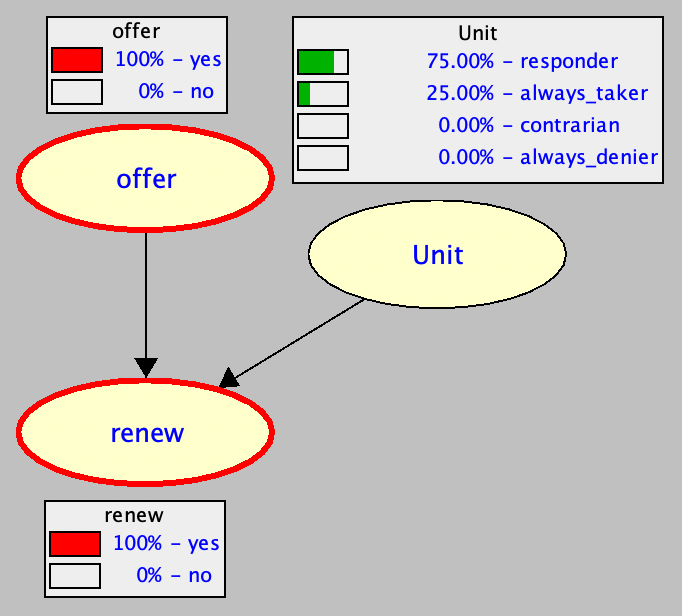 offer
100% – yes
0% – no
Unit
75.00% – responder
25.00% – always_taker
0.00% – contrarian
0.00% – always_denier
offer
Unit
renew
renew
100% – yes
0% – no